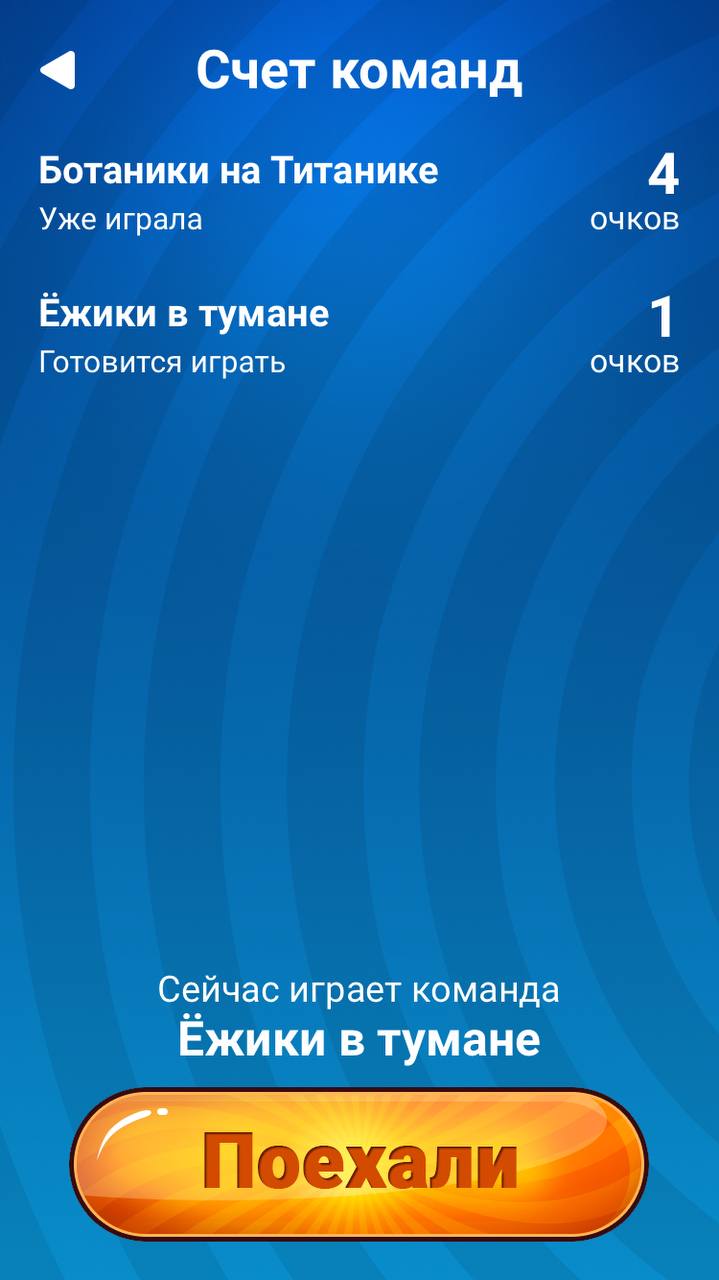 Счет команд
Ботаники на Титанике
4
Уже играла
очков
Ёжики в тумане
1
Готовится играть
очков
Сейчас играет команда
Ёжики в тумане
Поехали